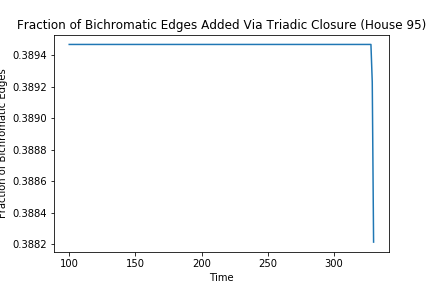 Fraction of Bichromatic Edges Added Via Triadic Closure (House 95)
Fraction of Bichromatic Edges
0.3894
0.3892
0.3890
0.3888
0.3886
0.3884
0.3882
100 150 200 250 300
Time